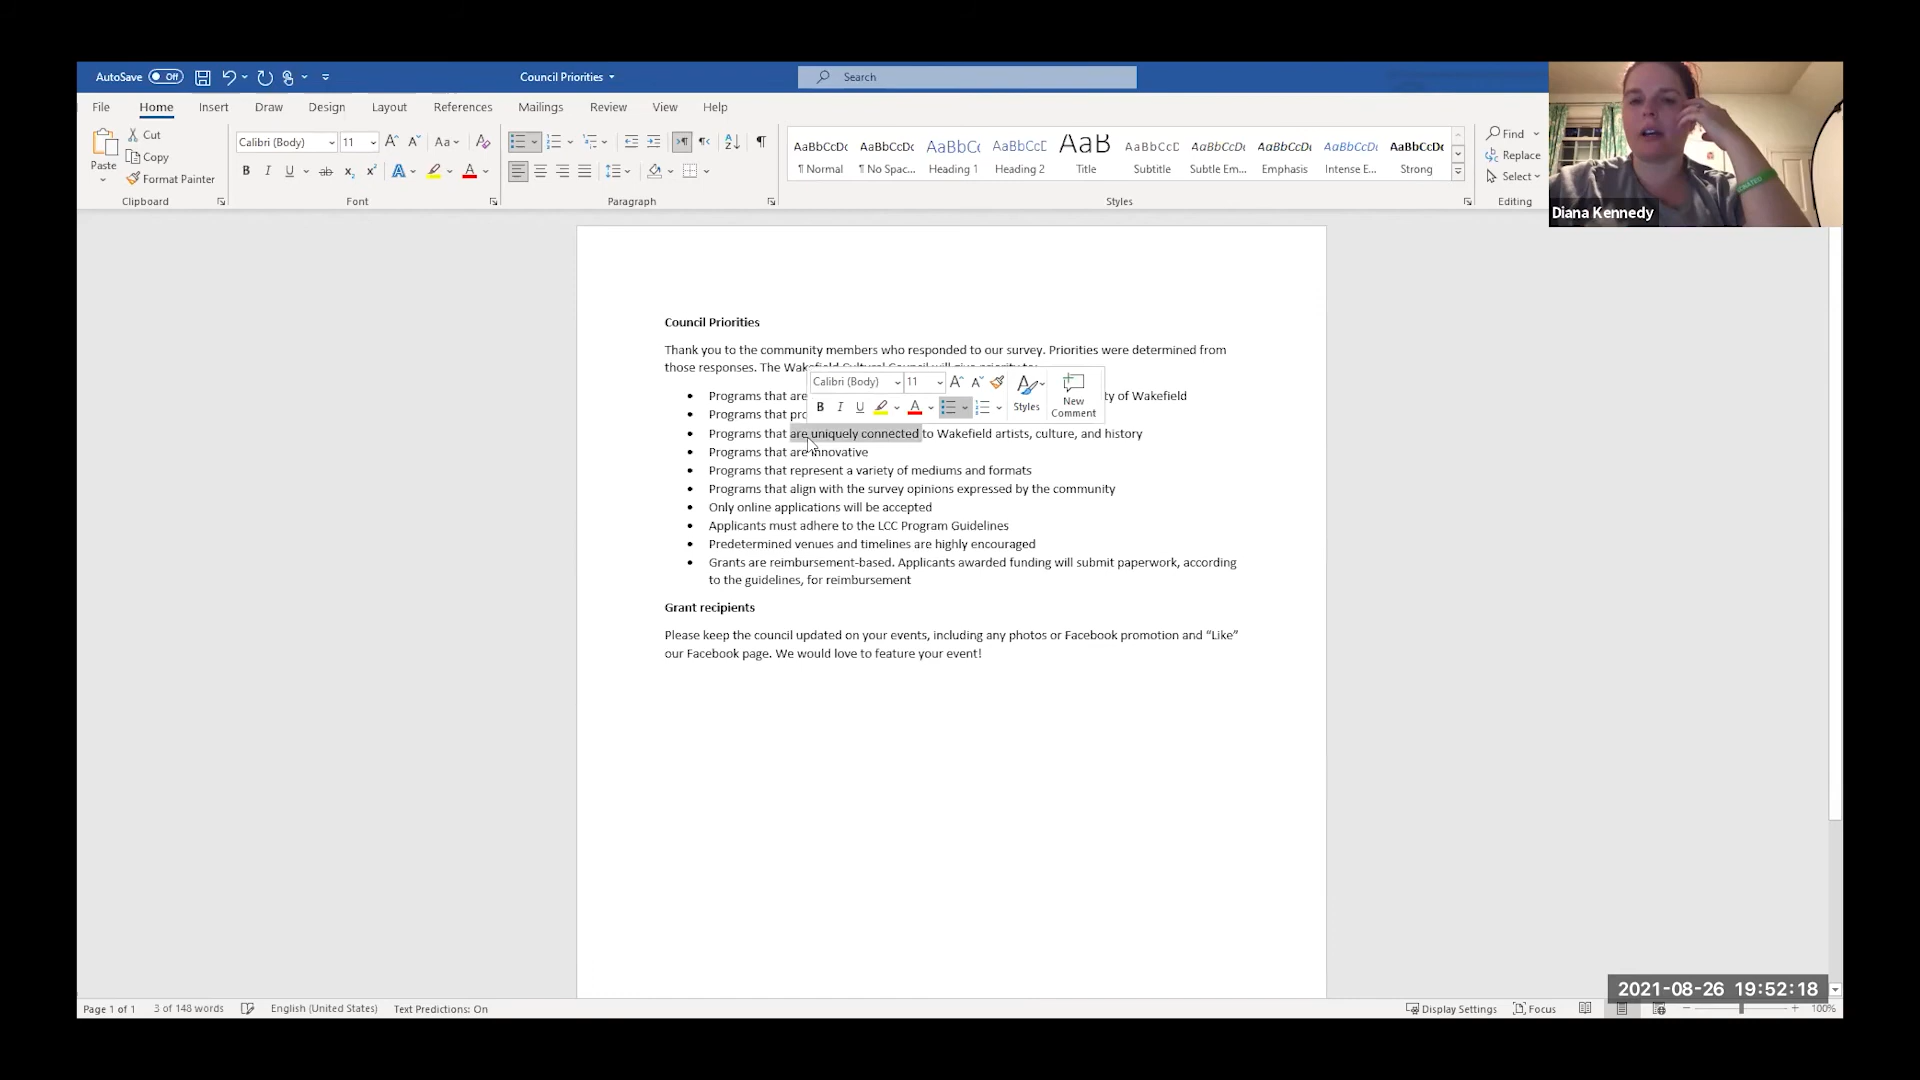 AutoSave Off Council Priorities Search
File Home Insert Draw Design Layout References Mailings Review View Help
Paste Cut Copy Format Painter
Calibri (Body) 11
AaBbCcDc AaBbCcDc AaBbCc AaBbCcD AaB AaBbCcD AaBbCcDc AaBbCcDc AaBbCcDc AaBbCcDc
¶ Normal ¶ No Spac... Heading 1 Heading 2 Title Subtitle Subtle Em... Emphasis Intense E... Strong
Find Replace Select
Clipboard Font Paragraph Styles Editing
Diana Kennedy
Council Priorities
Thank you to the community members who responded to our survey. Priorities were determined from
those responses. The Wakefield Cultural Council will give priority to:
Calibri (Body) 11
B I U A Styles New Comment
• Programs that are y of Wakefield
• Programs that
• Programs that are uniquely connected to Wakefield artists, culture, and history
• Programs that are innovative
• Programs that represent a variety of mediums and formats
• Programs that align with the survey opinions expressed by the community
• Only online applications will be accepted
• Applicants must adhere to the LCC Program Guidelines
• Predetermined venues and timelines are highly encouraged
• Grants are reimbursement-based. Applicants awarded funding will submit paperwork, according
to the guidelines, for reimbursement
Grant recipients
Please keep the council updated on your events, including any photos or Facebook promotion and “Like”
our Facebook page. We would love to feature your event!
2021-08-26 19:52:18
Page 1 of 1 3 of 148 words English (United States) Text Predictions: On Display Settings Focus 100%